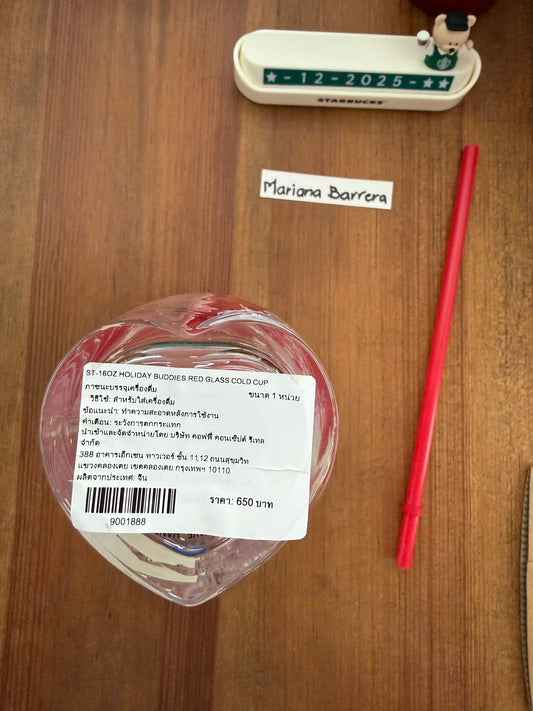 ★-12-2025-★★
STARBUCKS
Mariana Barrera
ST-16OZ HOLIDAY BUDDIES RED GLASS COLD CUP
ภาชนะบรรจุเครื่องดื่ม ขนาด 1 หน่วย
วิธีใช้: สำหรับใส่เครื่องดื่ม
ข้อแนะนำ: ทำความสะอาดหลังการใช้งาน
คำเตือน: ระวังการตกกระแทก
นำเข้าและจัดจำหน่ายโดย บริษัท คอฟฟี่ คอนเซ็ปต์ รีเทล
จำกัด
388 อาคารเอ็กเชน ทาวเวอร์ ชั้น 11,12 ถนนสุขุมวิท
แขวงคลองเตย เขตคลองเตย กรุงเทพฯ 10110.
ผลิตจากประเทศ: จีน
ราคา: 650 บาท
9001888